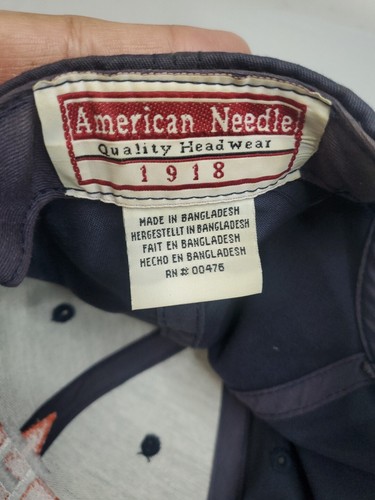 American Needle
Quality HeadWear
1918
MADE IN BANGLADESH
HERGESTELLT IN BANGLADESH
FAIT EN BANGLADESH
HECHO EN BANGLADESH
RN # 00476